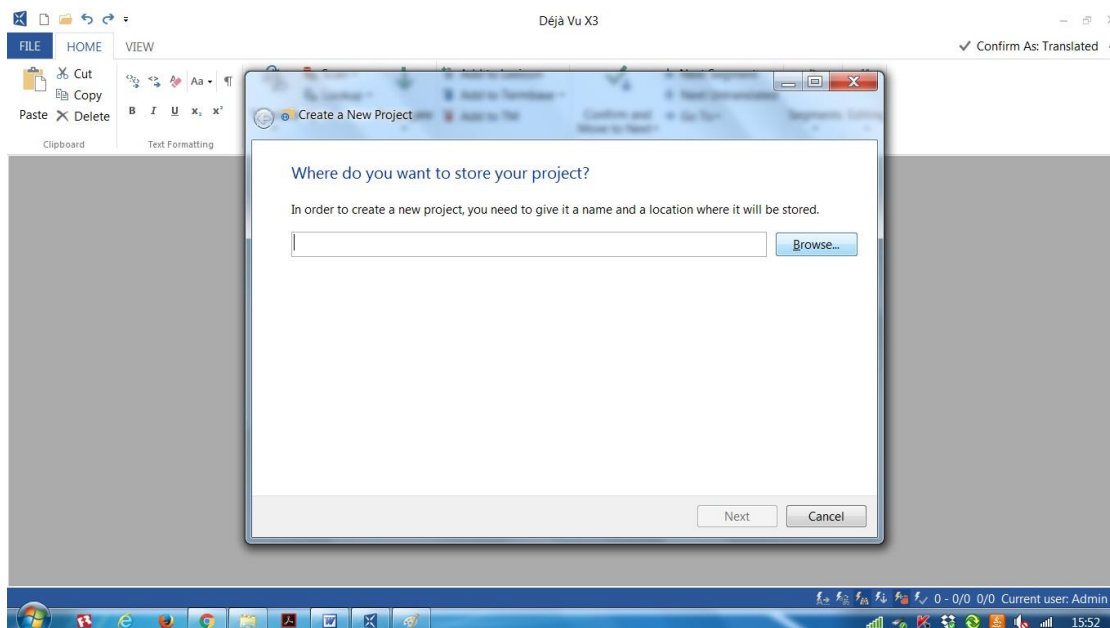 Déjà Vu X3
FILE HOME VIEW
Confirm As: Translated
Paste
Cut
Copy
Delete
Aa
B I U x₂ x²
Clipboard
Text Formatting
Create a New Project
Where do you want to store your project?
In order to create a new project, you need to give it a name and a location where it will be stored.
Browse...
Next Cancel
0 - 0/0 0/0 Current user: Admin
15:52